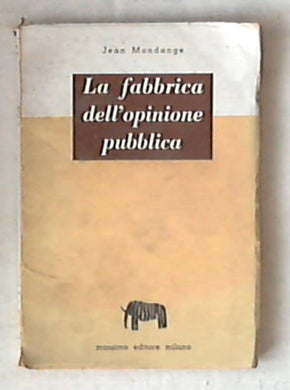 Jean Mondange
La fabbrica
dell'opinione
pubblica
massimo editore milano